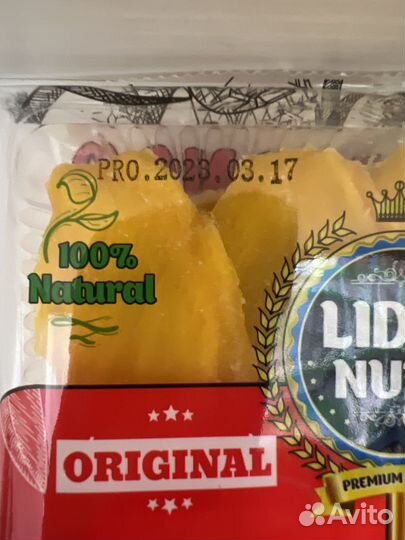 PRO.2023.03.17
100%
Natural
LID
NU
ORIGINAL
PREMIUM
Avito